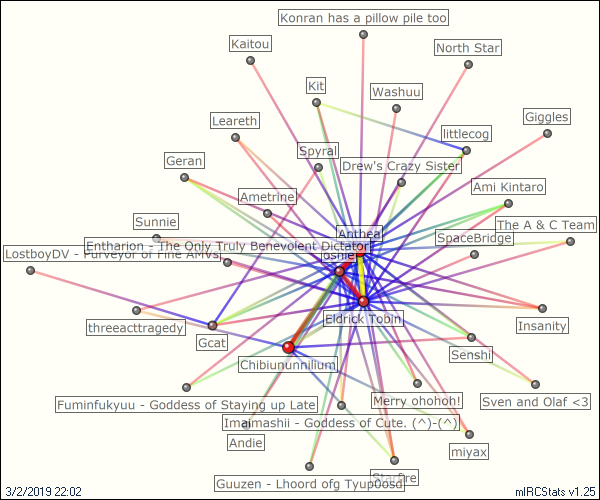 Konran has a pillow pile too
Kaitou
North Star
Kit
Washuu
Giggles
Leareth
littlecog
Spyral
Geran
Drew's Crazy Sister
Ami Kintaro
Ametrine
Sunnie
Anthea
The A & C Team
SpaceBridge
Entharion - The Only Truly Benevolent Dictator
LostboyDV - Purveyor of Fine AMVs
Eldrick Tobin
threeacttragedy
Insanity
Gcat
Senshi
Chibiununnilium
Fuminfukyuu - Goddess of Staying up Late
Merry ohohoh!
Sven and Olaf <3
Imaimashii - Goddess of Cute. (^)-(^)
Andie
miyax
Guuzen - Lhoord ofg Tyup0osd
Starfire
3/2/2019 22:02
mIRCStats v1.25